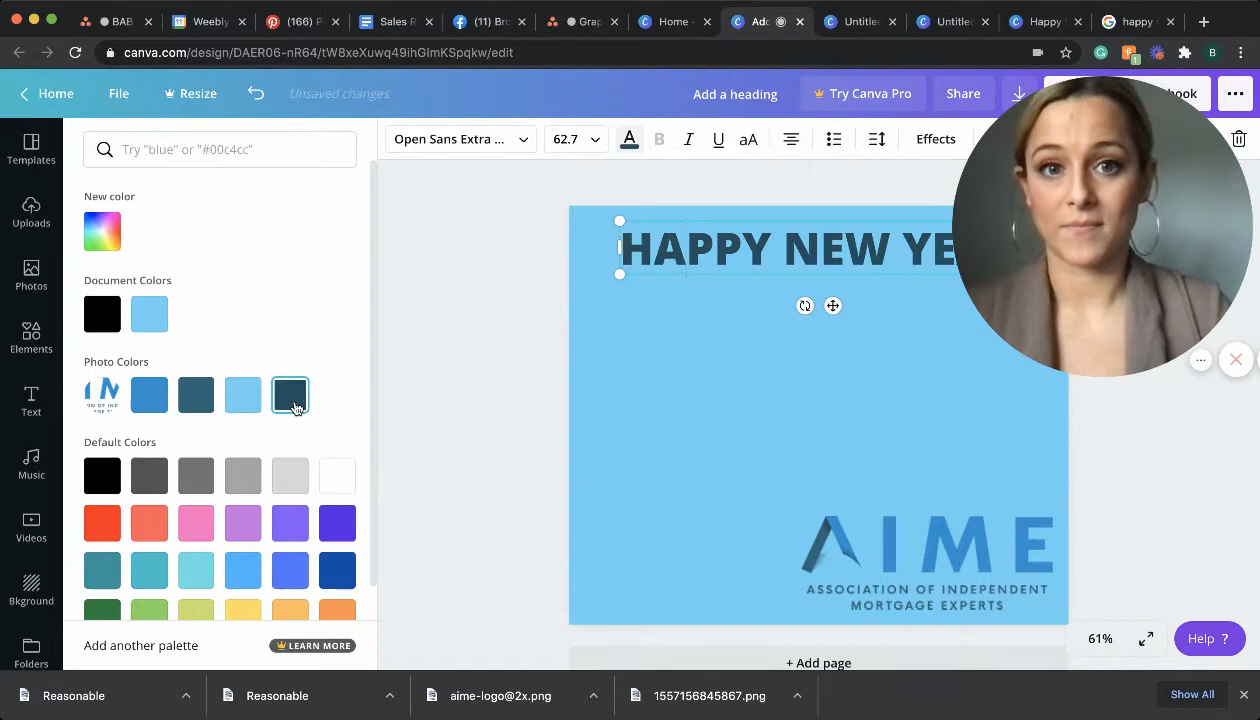 BAB
Weekly
(166) P
Sales R
(11) Bro
Grap
Home -
Add
Untitle
Untitle
Happy
happy
canva.com/design/DAER06-nR64/tW8xeXuwq49ihGlmKSpqkw/edit
1
B
Home
File
Resize
Unsaved changes
Add a heading
Try Canva Pro
Share
book
Templates
Try "blue" or "#00c4cc"
Open Sans Extra ...
62.7
A
B
I
U
aA
Effects
New color
Uploads
Document Colors
Photos
Elements
Photo Colors
Text
Default Colors
Music
Videos
Bkground
Folders
Add another palette
LEARN MORE
HAPPY NEW YE
AIME
ASSOCIATION OF INDEPENDENT
MORTGAGE EXPERTS
+ Add page
61%
Help ?
Reasonable
Reasonable
aime-logo@2x.png
1557156845867.png
Show All